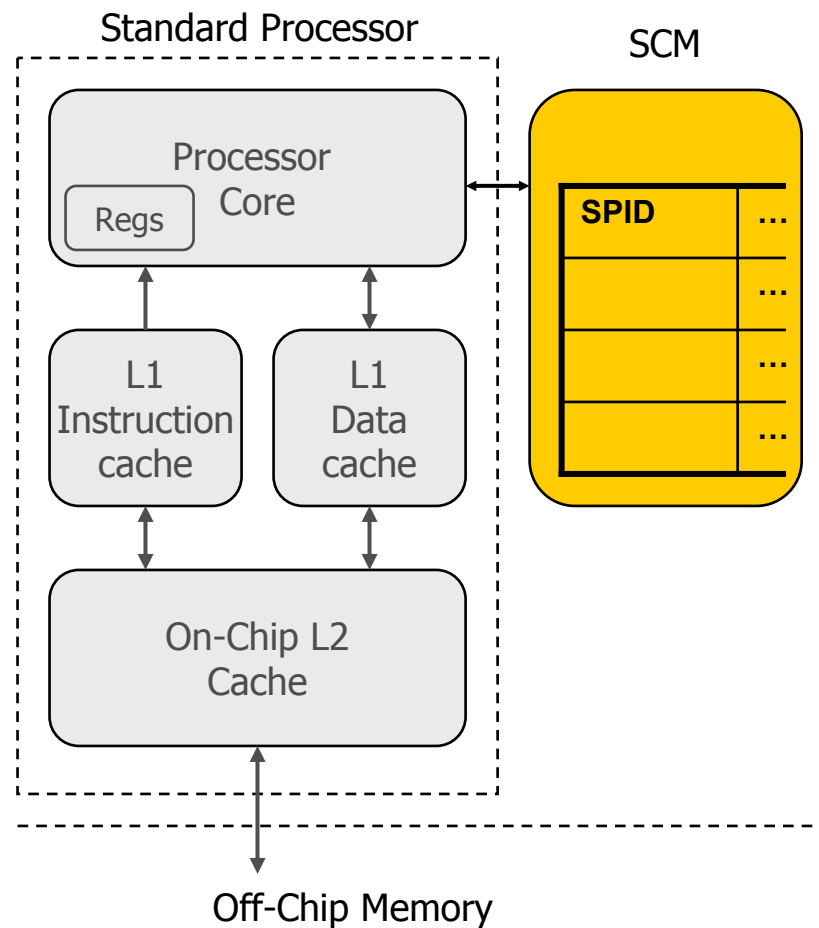 Standard Processor
SCM
Processor
Core
Regs
SPID ...
...
...
...
L1
Instruction
cache
L1
Data
cache
On-Chip L2
Cache
Off-Chip Memory